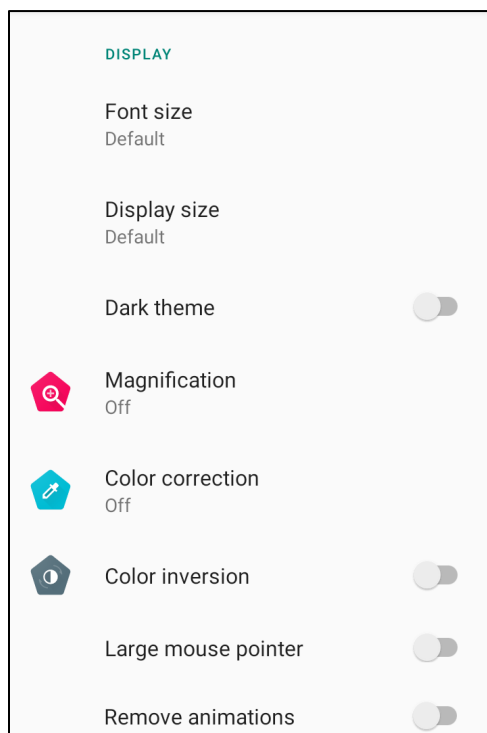 DISPLAY
Font size
Default
Display size
Default
Dark theme
Magnification
Off
Color correction
Off
Color inversion
Large mouse pointer
Remove animations